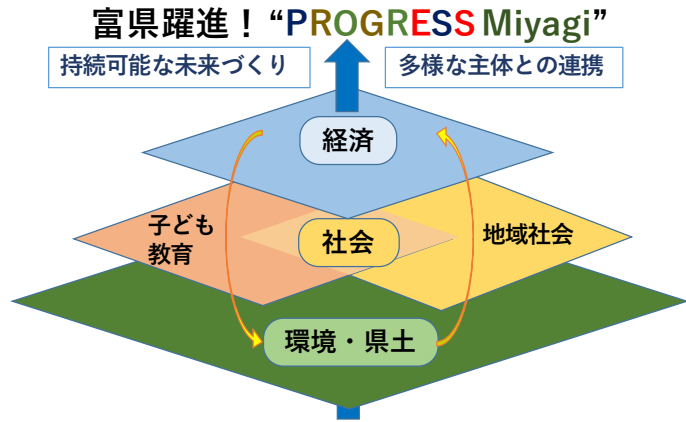 富県躍進！“PROGRESS Miyagi”
持続可能な未来づくり
多様な主体との連携
経済
子ども
教育
社会
地域社会
環境・県土